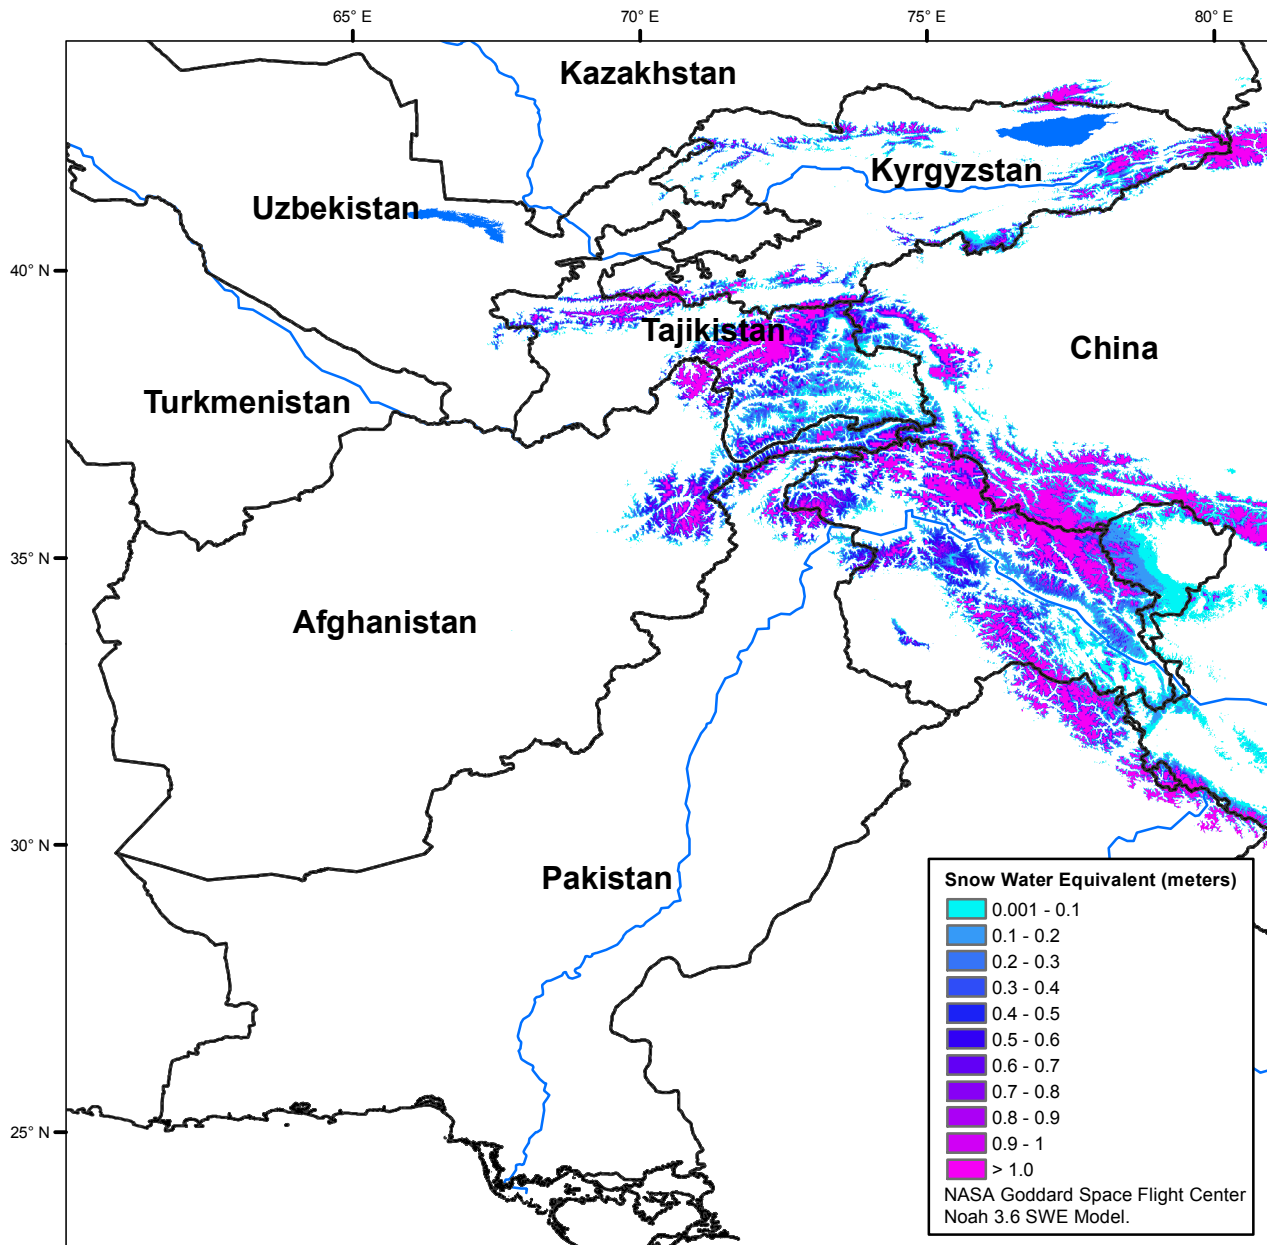 65° E
70° E
75° E
80° E
Kazakhstan
Kyrgyzstan
Uzbekistan
40° N
Tajikistan
China
Turkmenistan
35° N
Afghanistan
30° N
Pakistan
25° N
Snow Water Equivalent (meters)
0.001 - 0.1
0.1 - 0.2
0.2 - 0.3
0.3 - 0.4
0.4 - 0.5
0.5 - 0.6
0.6 - 0.7
0.7 - 0.8
0.8 - 0.9
0.9 - 1
> 1.0
NASA Goddard Space Flight Center
Noah 3.6 SWE Model.